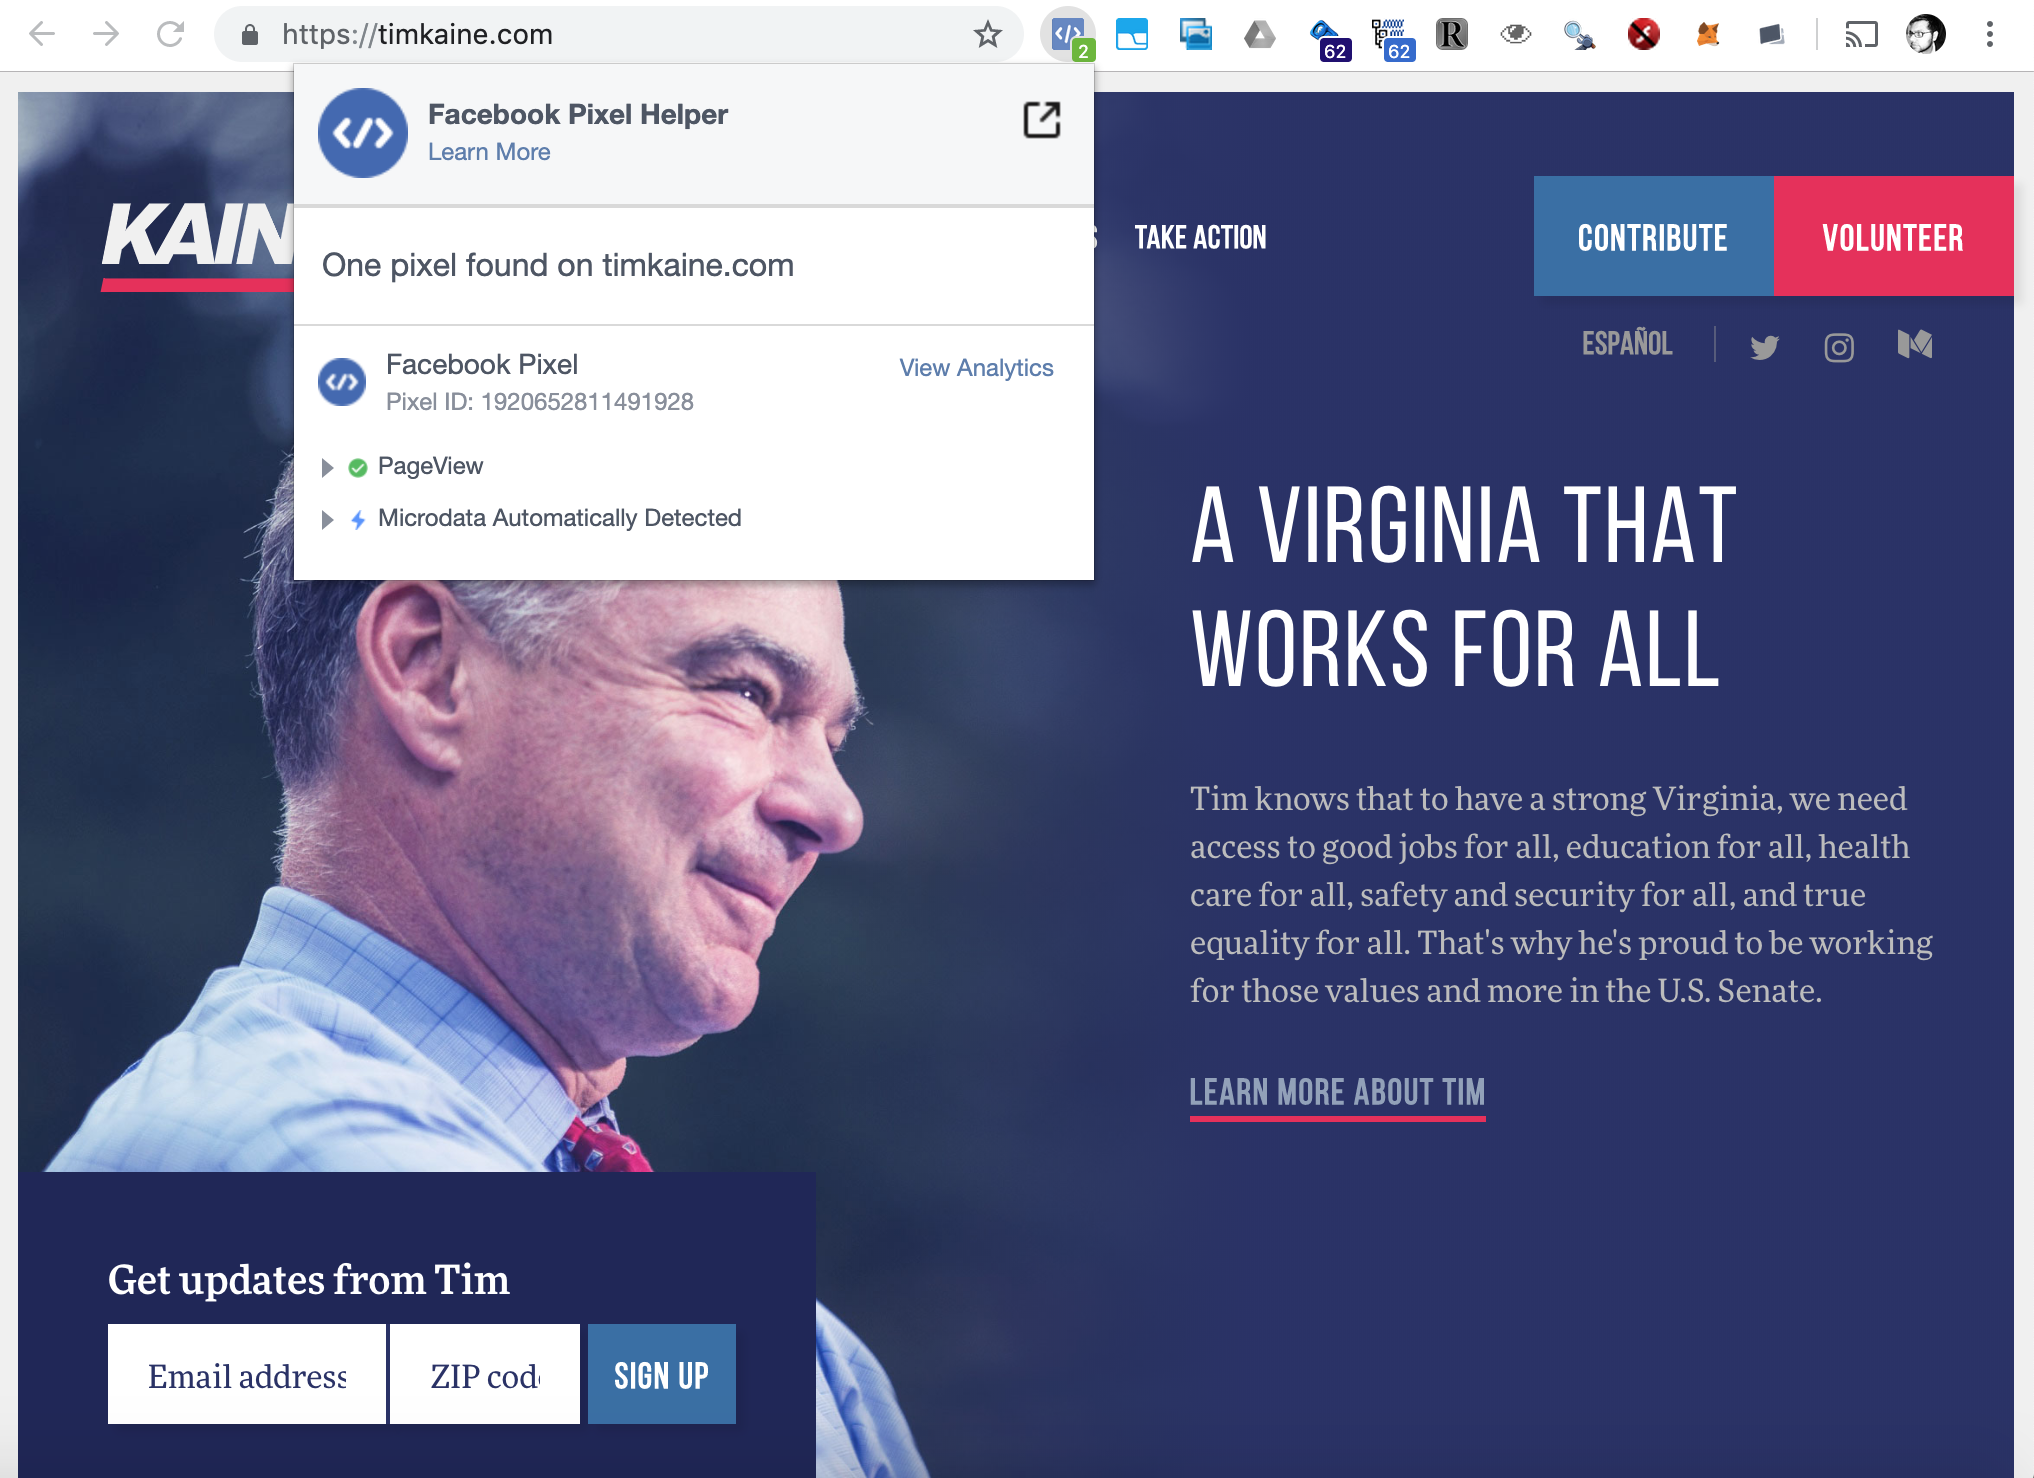 https://timkaine.com
2
62
62
R
Facebook Pixel Helper
Learn More
One pixel found on timkaine.com
Facebook Pixel
View Analytics
Pixel ID: 1920652811491928
PageView
Microdata Automatically Detected
KAIN
TAKE ACTION
CONTRIBUTE
VOLUNTEER
ESPAÑOL
A VIRGINIA THAT
WORKS FOR ALL
Tim knows that to have a strong Virginia, we need
access to good jobs for all, education for all, health
care for all, safety and security for all, and true
equality for all. That's why he's proud to be working
for those values and more in the U.S. Senate.
LEARN MORE ABOUT TIM
Get updates from Tim
Email address
ZIP code
SIGN UP